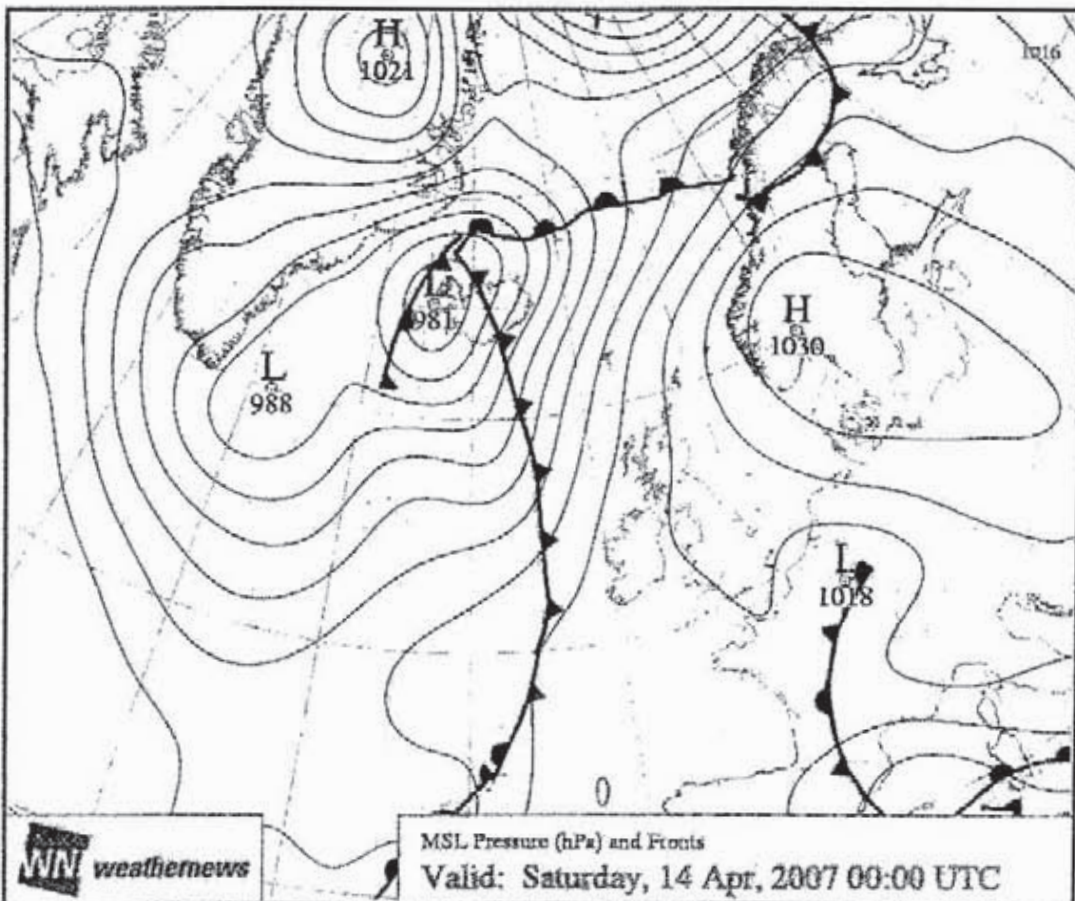 H
1021
1016
L
981
H
1030
L
988
L
1018
0
WN weathernews
MSL Pressure (hPa) and Fronts
Valid: Saturday, 14 Apr, 2007 00:00 UTC